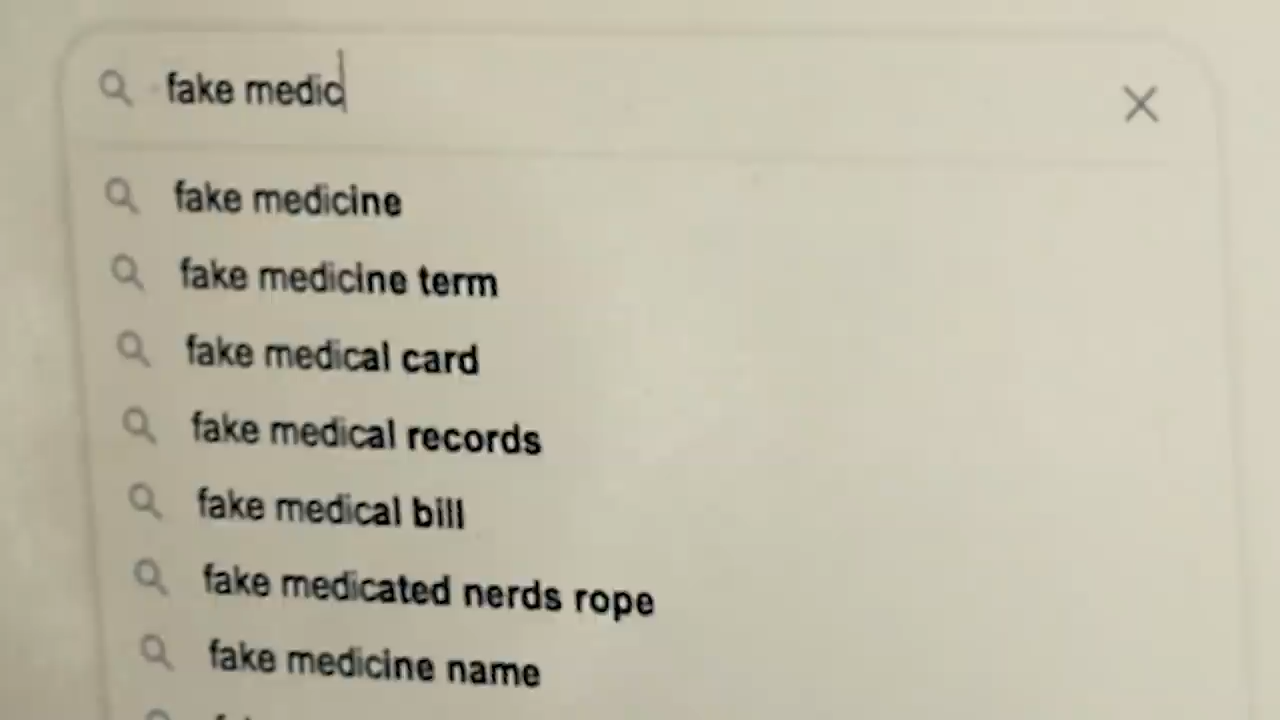 fake medic
fake medicine
fake medicine term
fake medical card
fake medical records
fake medical bill
fake medicated nerds rope
fake medicine name